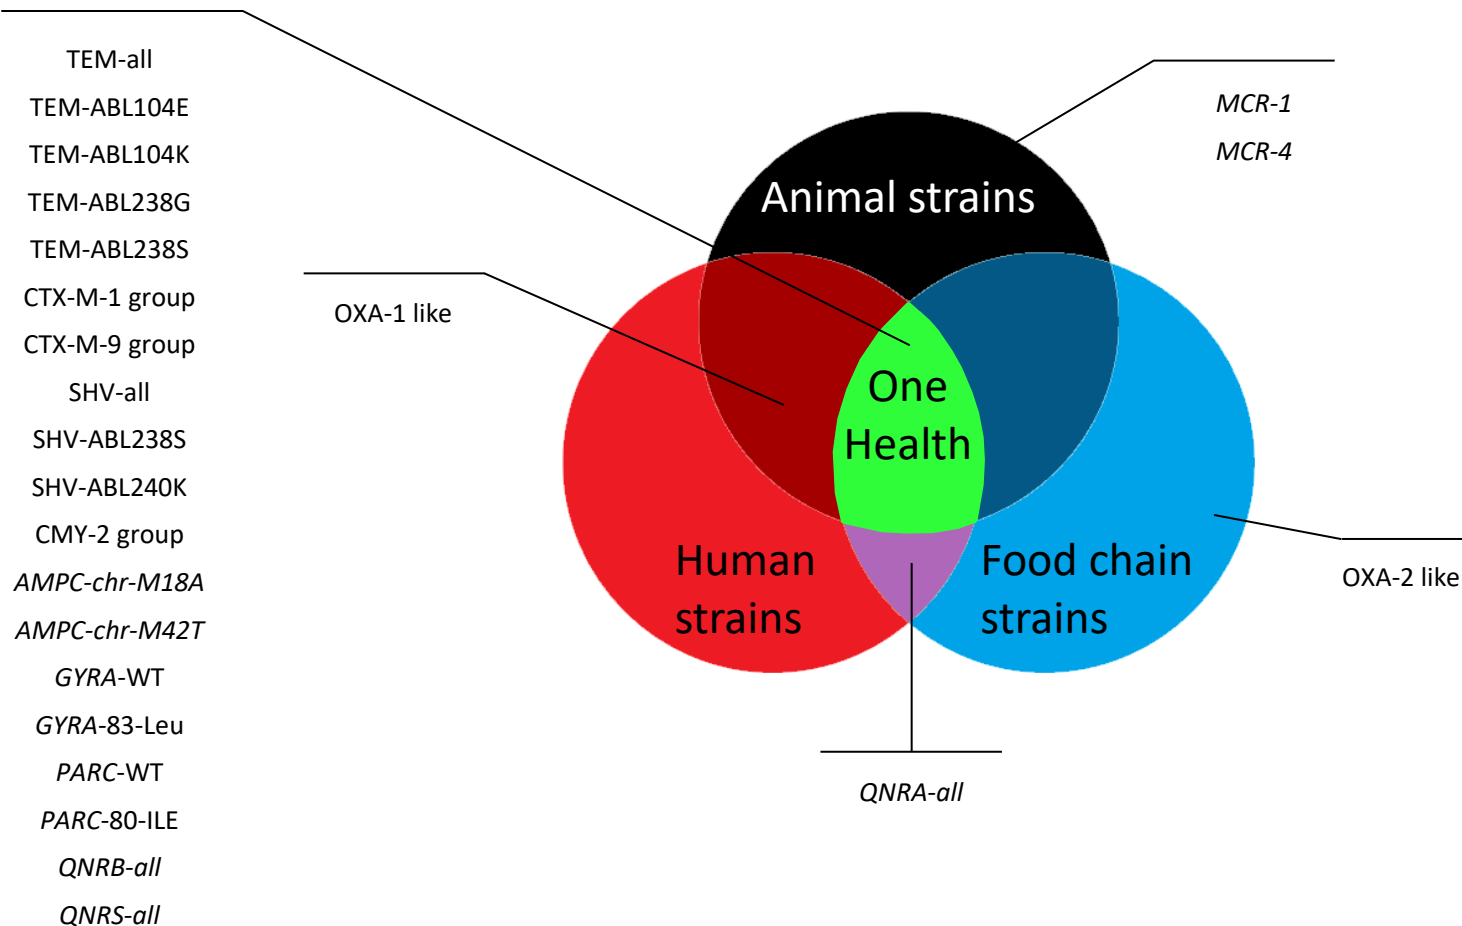 TEM-all
TEM-ABL104E
TEM-ABL104K
TEM-ABL238G
TEM-ABL238S
CTX-M-1 group
CTX-M-9 group
SHV-all
SHV-ABL238S
SHV-ABL240K
CMY-2 group
AMPC-chr-M18A
AMPC-chr-M42T
GYRA-WT
GYRA-83-Leu
PARC-WT
PARC-80-ILE
QNRB-all
QNRS-all
OXA-1 like
MCR-1
MCR-4
Animal strains
One
Health
Human
strains
Food chain
strains
OXA-2 like
QNRA-all